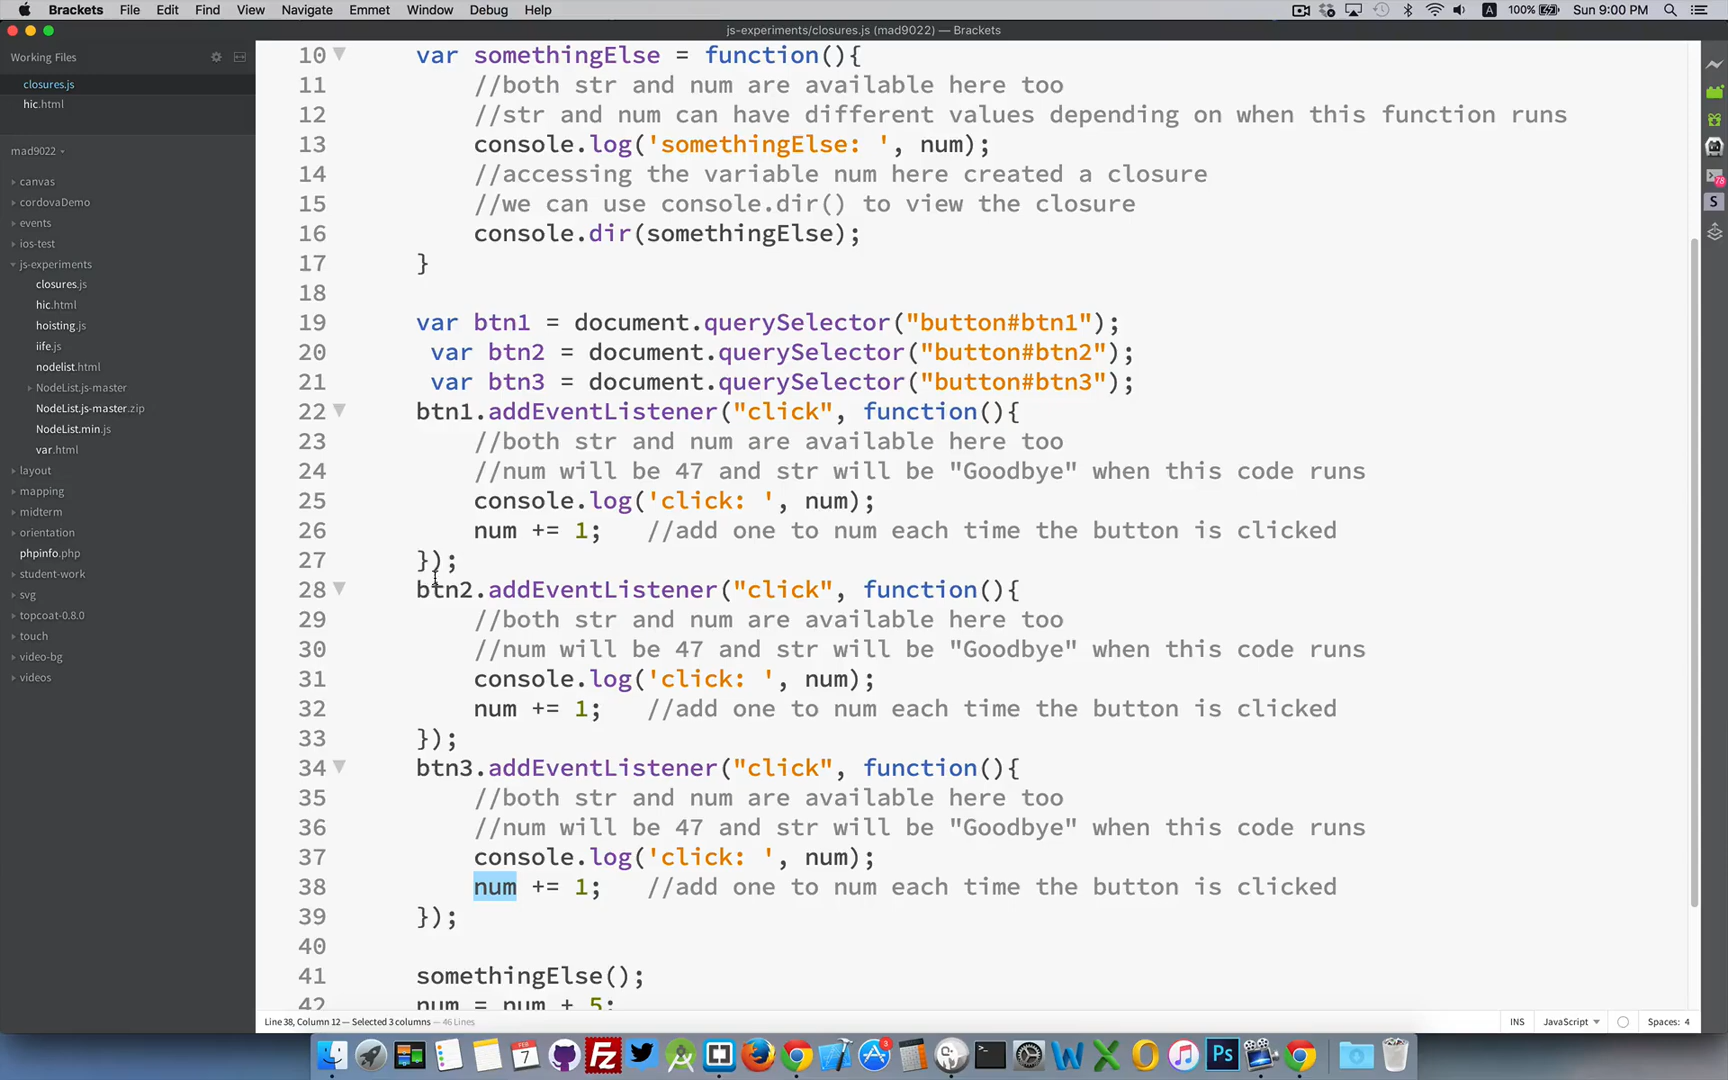 Brackets File Edit Find View Navigate Emmet Window Debug Help
A 100% Sun 9:00 PM
js-experiments/closures.js (mad9022) — Brackets
Working Files
closures.js
hic.html
mad9022
canvas
cordovaDemo
events
ios-test
js-experiments
closures.js
hic.html
hoisting.js
iife.js
nodelist.html
NodeList.js-master
NodeList.js-master.zip
NodeList.min.js
var.html
layout
mapping
midterm
orientation
phpinfo.php
student-work
svg
topcoat-0.8.0
touch
video-bg
videos
10 var somethingElse = function(){
11 //both str and num are available here too
12 //str and num can have different values depending on when this function runs
13 console.log('somethingElse: ', num);
14 //accessing the variable num here created a closure
15 //we can use console.dir() to view the closure
16 console.dir(somethingElse);
17 }
18
19 var btn1 = document.querySelector("button#btn1");
20 var btn2 = document.querySelector("button#btn2");
21 var btn3 = document.querySelector("button#btn3");
22 btn1.addEventListener("click", function(){
23 //both str and num are available here too
24 //num will be 47 and str will be "Goodbye" when this code runs
25 console.log('click: ', num);
26 num += 1; //add one to num each time the button is clicked
27 });
28 btn2.addEventListener("click", function(){
29 //both str and num are available here too
30 //num will be 47 and str will be "Goodbye" when this code runs
31 console.log('click: ', num);
32 num += 1; //add one to num each time the button is clicked
33 });
34 btn3.addEventListener("click", function(){
35 //both str and num are available here too
36 //num will be 47 and str will be "Goodbye" when this code runs
37 console.log('click: ', num);
38 num += 1; //add one to num each time the button is clicked
39 });
40
41 somethingElse();
42 num = num + 5;
78
S
Line 38, Column 12 — Selected 3 columns — 46 Lines
INS JavaScript Spaces: 4
FEB
7
FZ
3
W
X
O
Ps